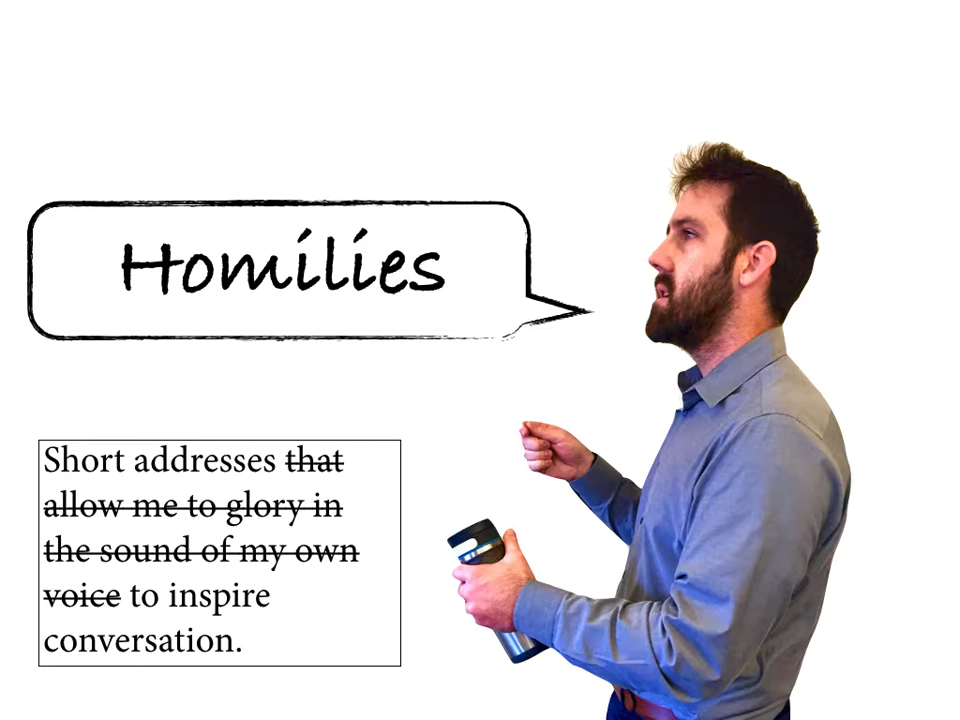 Homilies
Short addresses ~~that~~
~~allow me to glory in~~
~~the sound of my own~~
~~voice~~ to inspire
conversation.